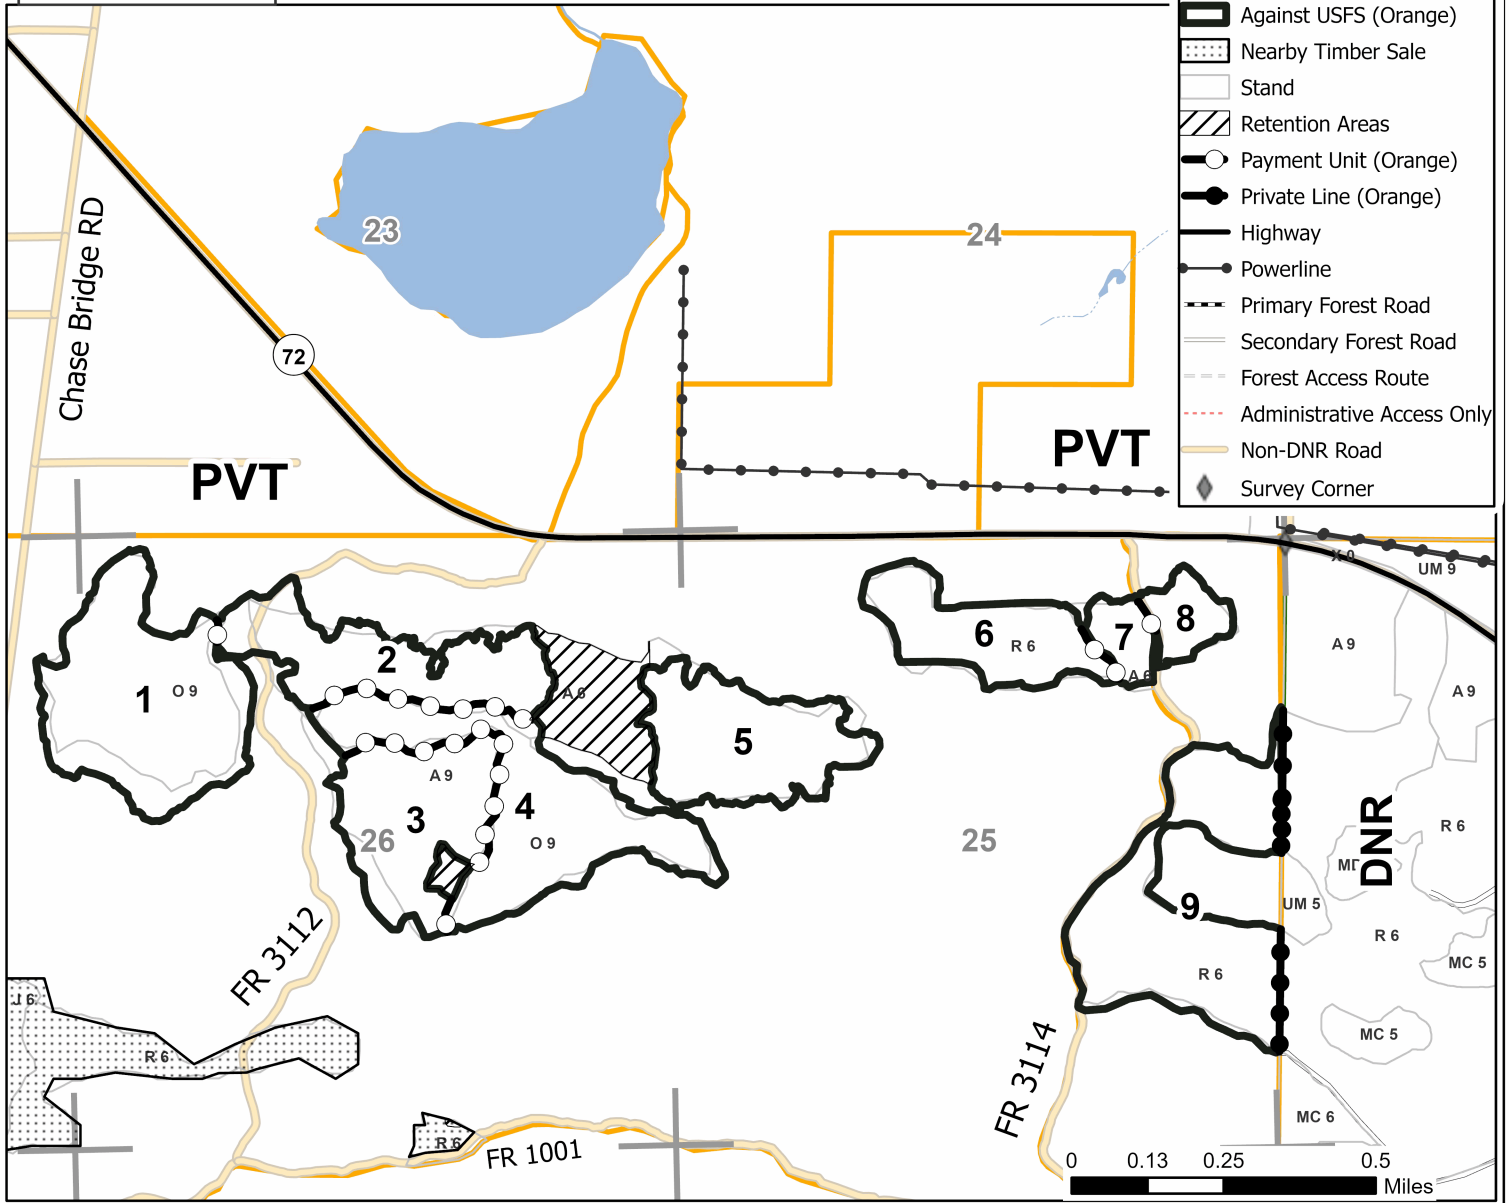 Against USFS (Orange)
Nearby Timber Sale
Stand
Retention Areas
Payment Unit (Orange)
Private Line (Orange)
Highway
Powerline
Primary Forest Road
Secondary Forest Road
Forest Access Route
Administrative Access Only
Non-DNR Road
Survey Corner
23
24
Chase Bridge RD
72
PVT
PVT
X 0
UM 9
1
O 9
2
A 6
5
6
R 6
7
A 6
8
A 9
A 9
A 9
3
4
26
O 9
25
DNR
R 6
9
UM 5
R 6
MC 5
R 6
MC 5
FR 3112
FR 3114
R 6
R 6
FR 1001
MC 6
0 0.13 0.25 0.5
Miles